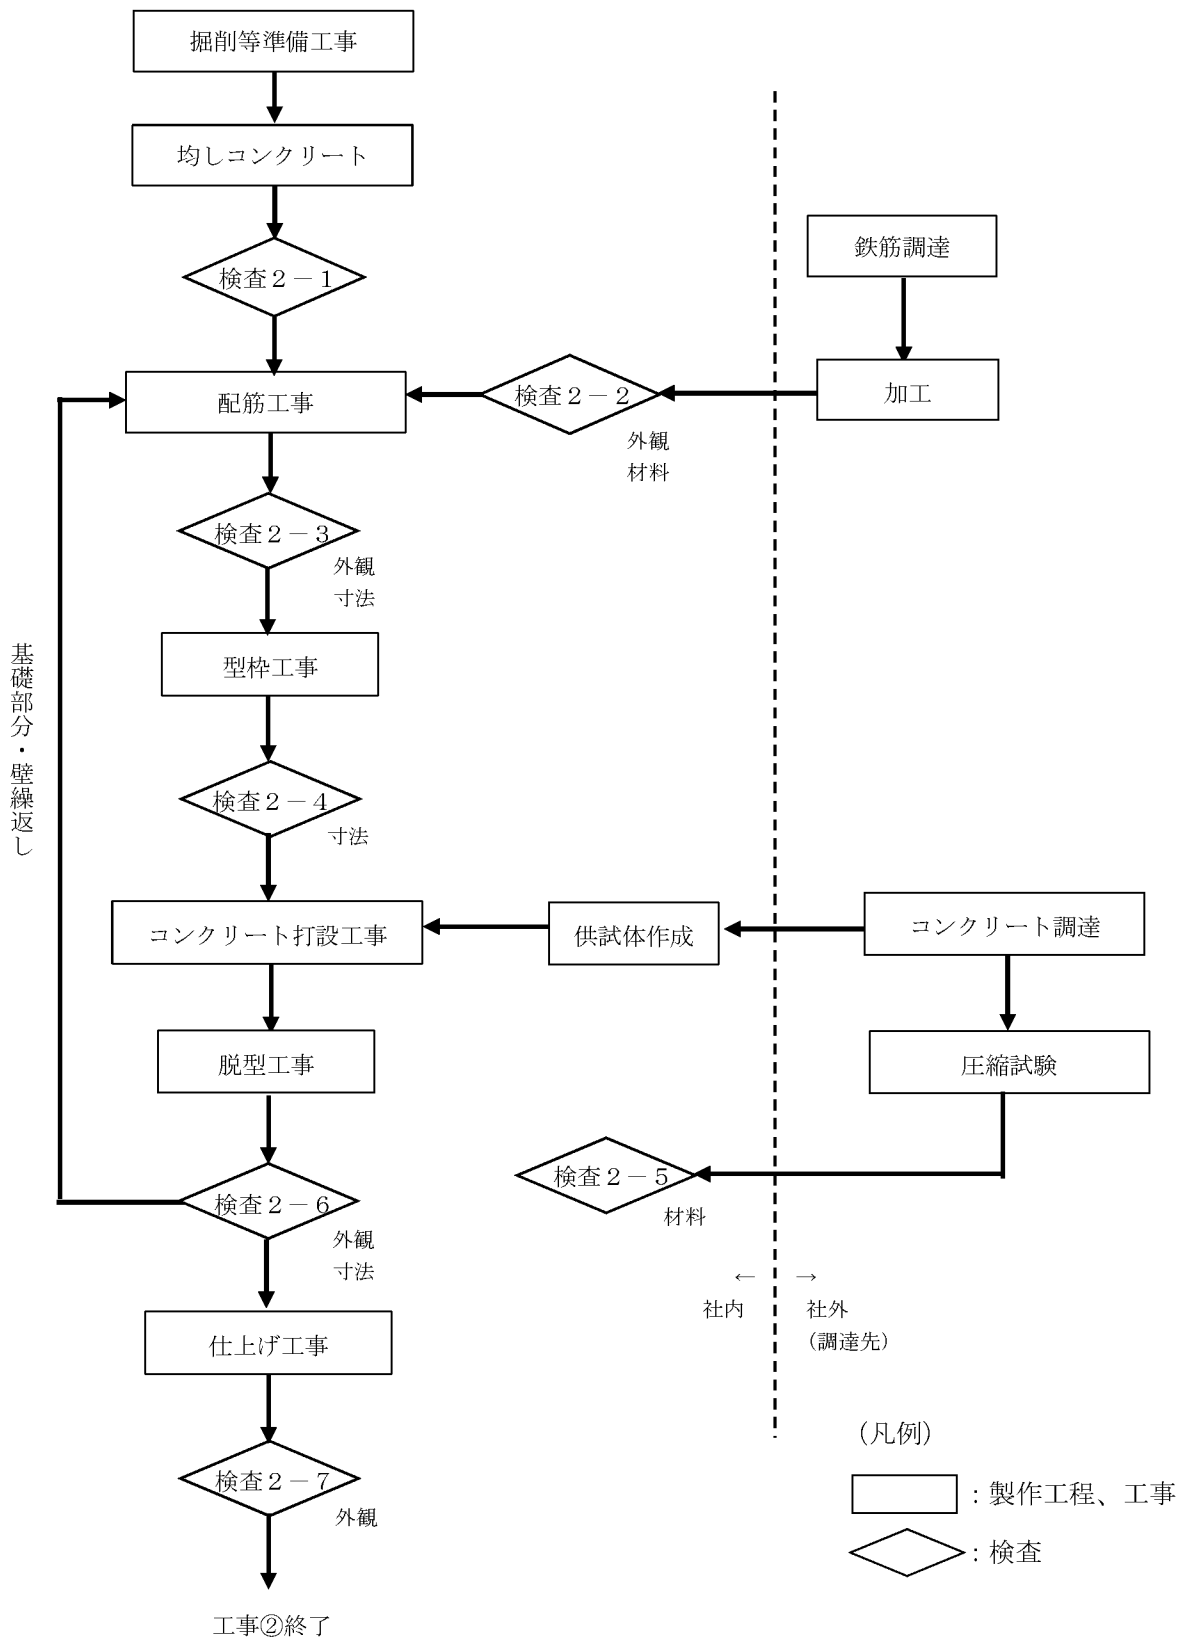 掘削等準備工事
均しコンクリート
検査２－１
鉄筋調達
加工
検査２－２
外観
材料
配筋工事
検査２－３
外観
寸法
型枠工事
検査２－４
寸法
基礎部分・壁繰返し
コンクリート打設工事
供試体作成
コンクリート調達
圧縮試験
脱型工事
検査２－５
材料
検査２－６
外観
寸法
← →
社内 社外
（調達先）
仕上げ工事
検査２－７
外観
工事②終了
（凡例）
：製作工程、工事
：検査